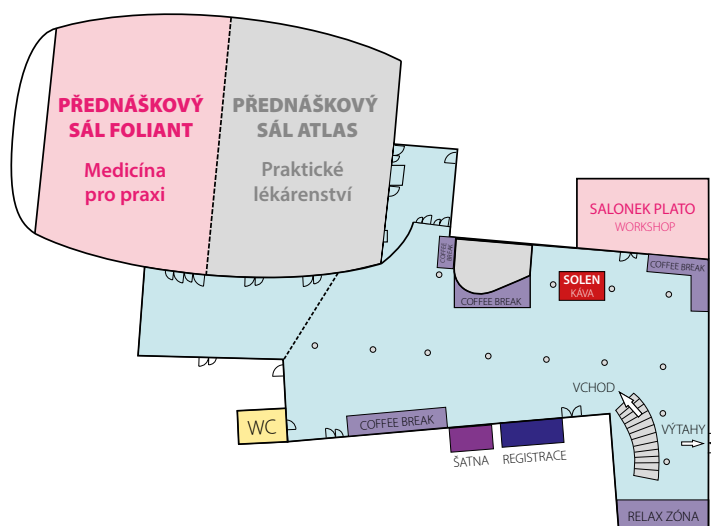 PŘEDNÁŠKOVÝ
SÁL FOLIANT
Medicína
pro praxi
PŘEDNÁŠKOVÝ
SÁL ATLAS
Praktické
lékárenství
SALONEK PLATO
WORKSHOP
COFFEE
BREAK
COFFEE BREAK
SOLEN
KÁVA
COFFEE BREAK
VCHOD
VÝTAHY
WC
COFFEE BREAK
ŠATNA
REGISTRACE
RELAX ZÓNA